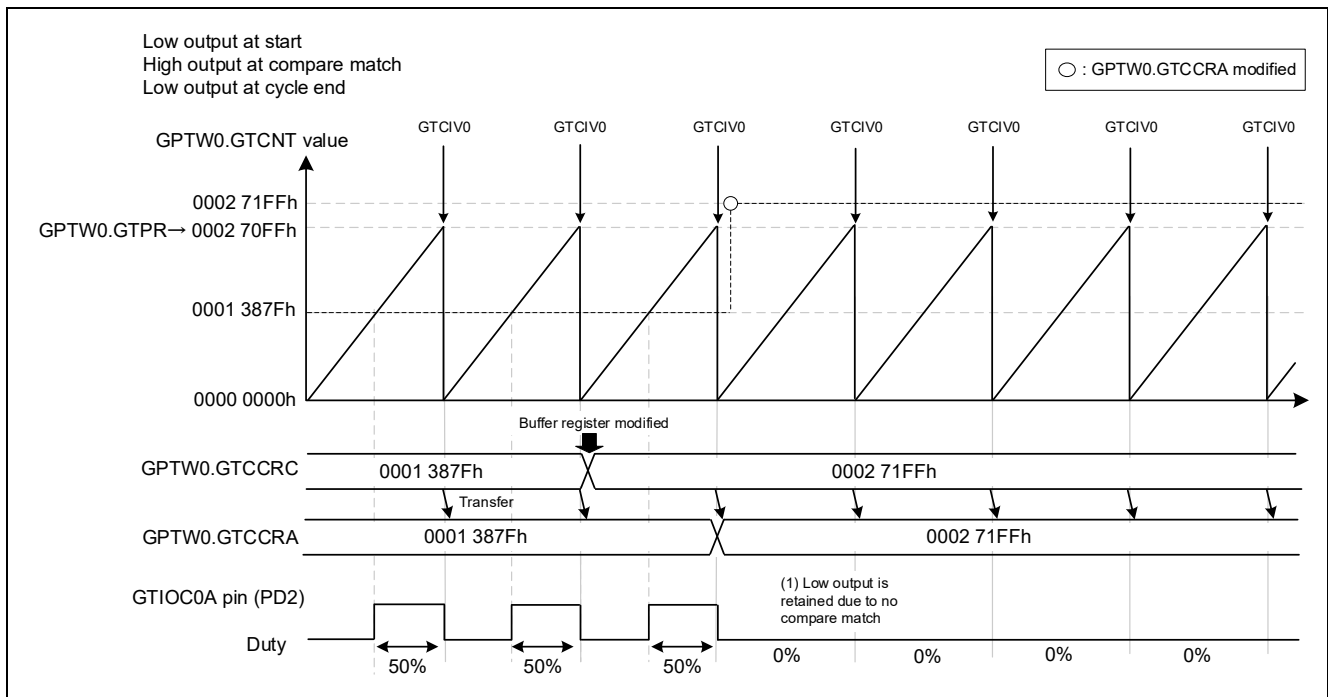 Low output at start
High output at compare match
Low output at cycle end
○ : GPTW0.GTCCRA modified
GPTW0.GTCNT value
GTCIV0 GTCIV0 GTCIV0 GTCIV0 GTCIV0 GTCIV0 GTCIV0
0002 71FFh
GPTW0.GTPR→ 0002 70FFh
0001 387Fh
0000 0000h
Buffer register modified
GPTW0.GTCCRC
0001 387Fh
0002 71FFh
Transfer
GPTW0.GTCCRA
0001 387Fh
0002 71FFh
GTIOC0A pin (PD2)
(1) Low output is
retained due to no
compare match
Duty
50% 50% 50% 0% 0% 0% 0%